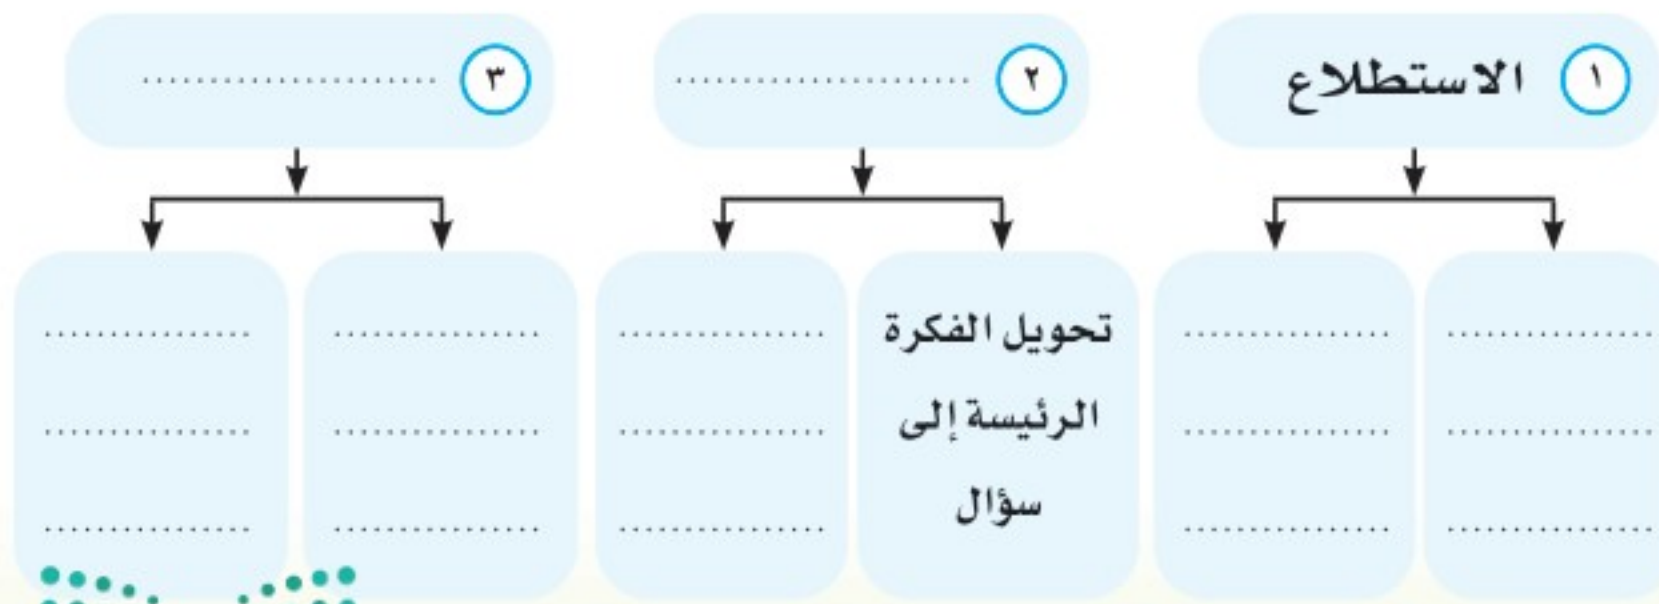 ١ الاستطلاع
٢ ......................
٣ ......................
تحويل الفكرة
الرئيسة إلى
سؤال